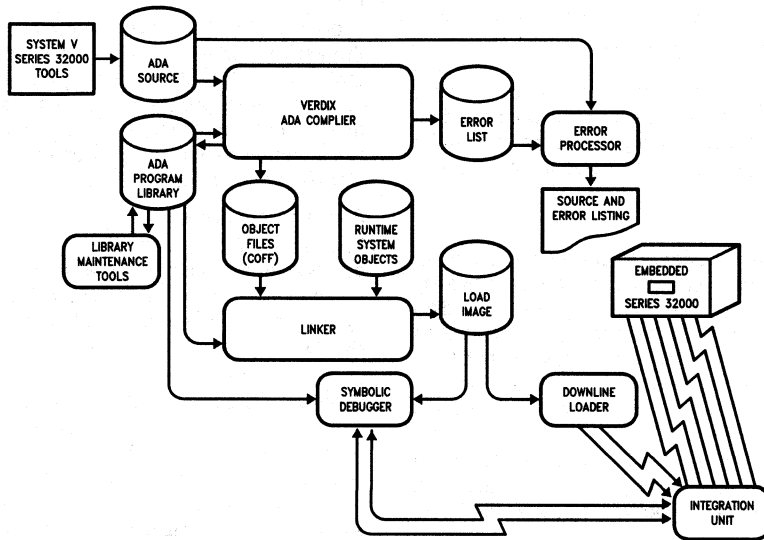 SYSTEM V
SERIES 32000
TOOLS
ADA
SOURCE
VERDIX
ADA COMPLIER
ERROR
LIST
ERROR
PROCESSOR
ADA
PROGRAM
LIBRARY
SOURCE AND
ERROR LISTING
OBJECT
FILES
(COFF)
RUNTIME
SYSTEM
OBJECTS
LIBRARY
MAINTENANCE
TOOLS
EMBEDDED
SERIES 32000
LOAD
IMAGE
LINKER
SYMBOLIC
DEBUGGER
DOWNLINE
LOADER
INTEGRATION
UNIT